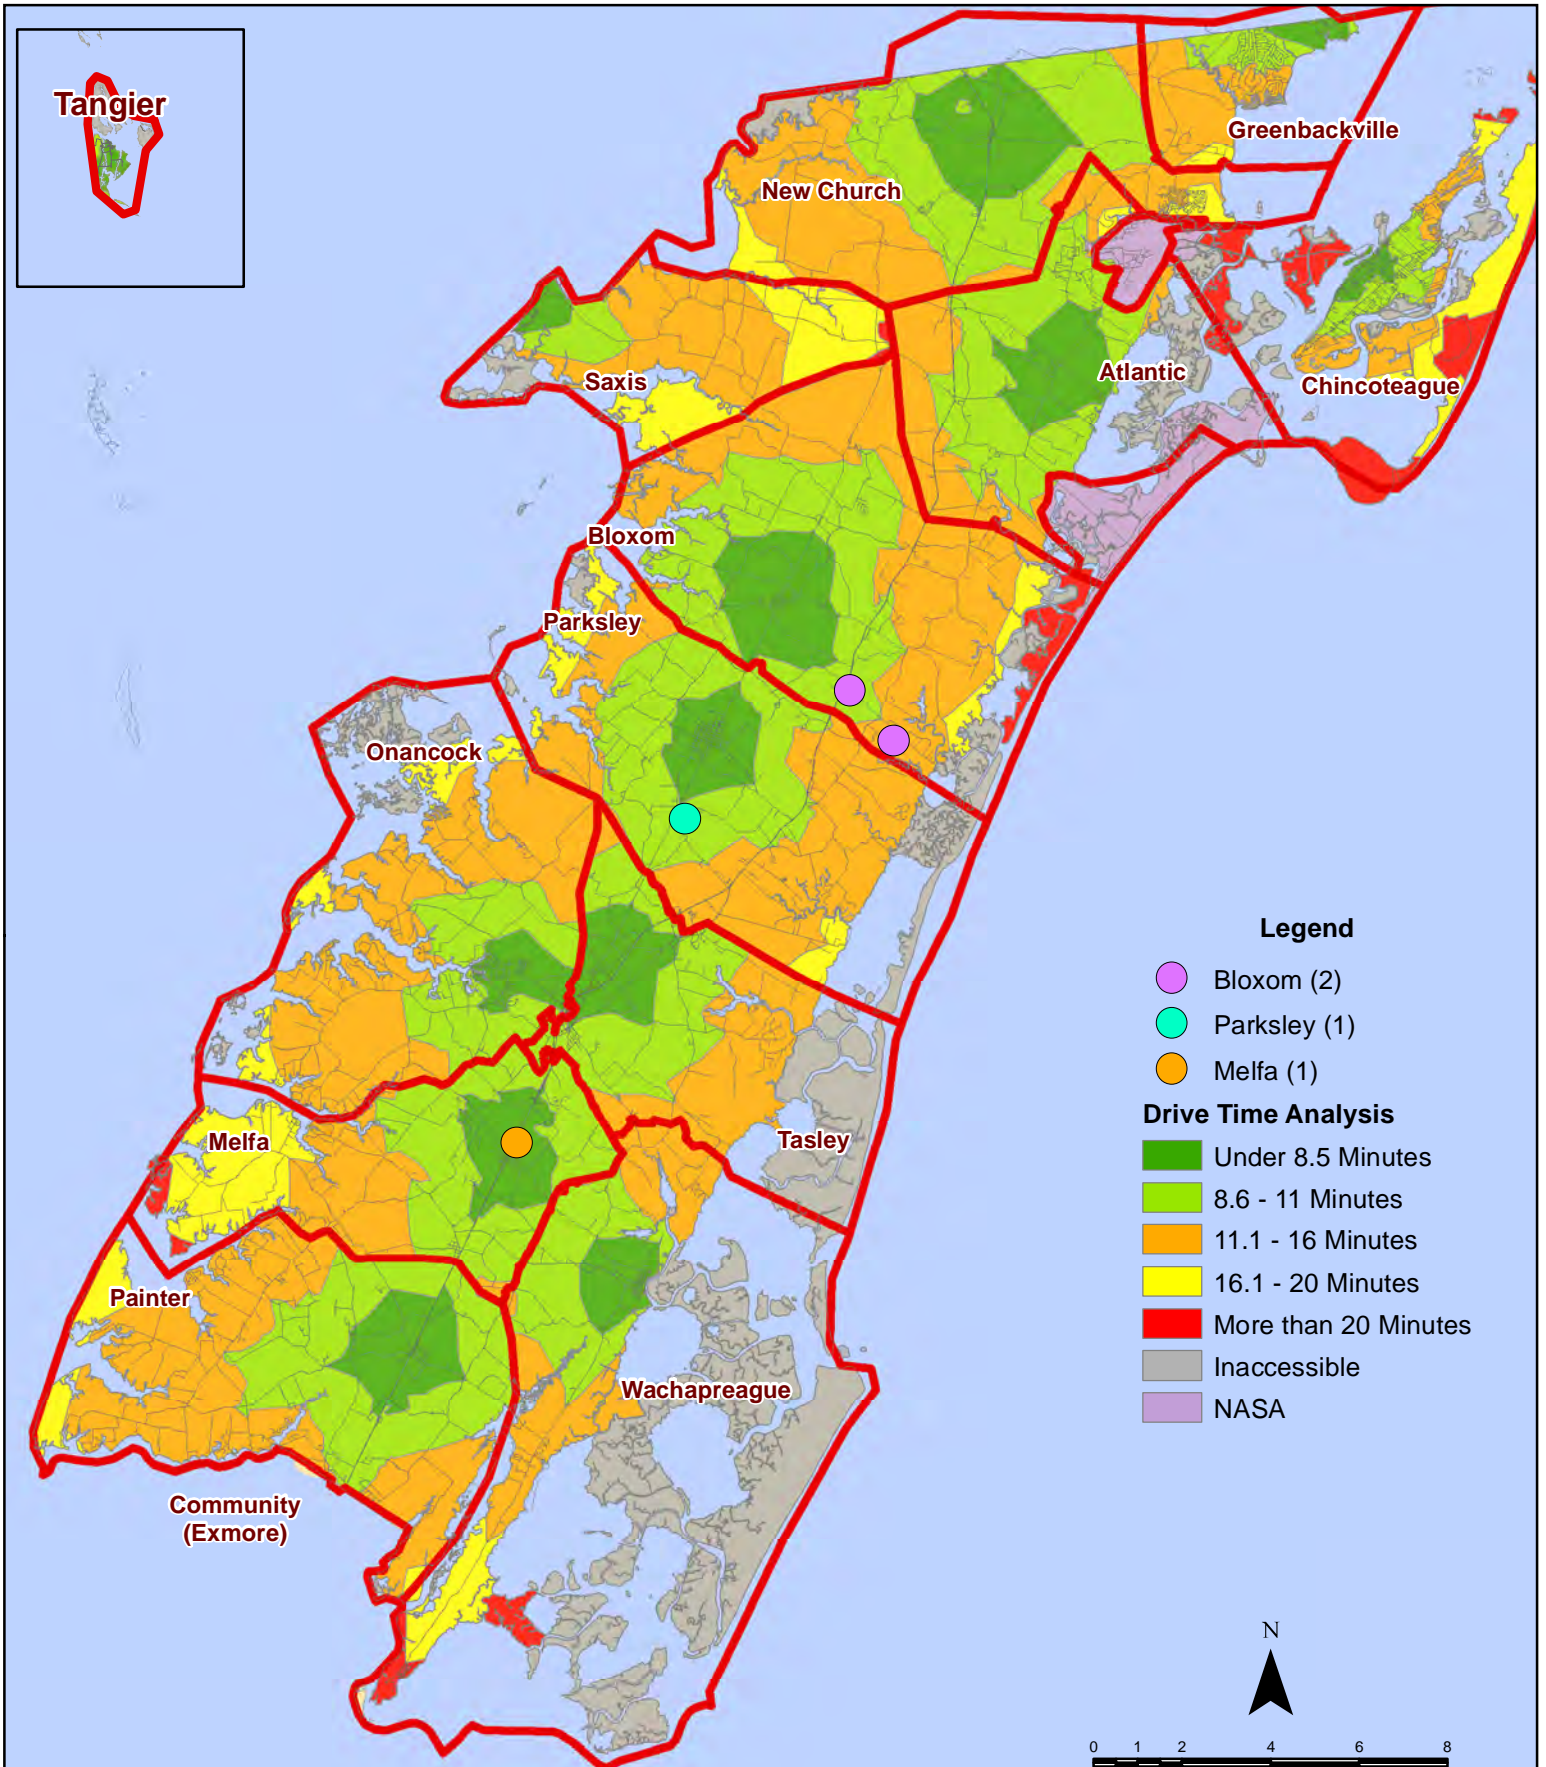 Tangier
Greenbackville
New Church
Saxis
Atlantic
Chincoteague
Bloxom
Parksley
Onancock
Melfa
Tasley
Painter
Wachapreague
Community
(Exmore)
Legend
Bloxom (2)
Parksley (1)
Melfa (1)
Drive Time Analysis
Under 8.5 Minutes
8.6 - 11 Minutes
11.1 - 16 Minutes
16.1 - 20 Minutes
More than 20 Minutes
Inaccessible
NASA
N
0 1 2 4 6 8